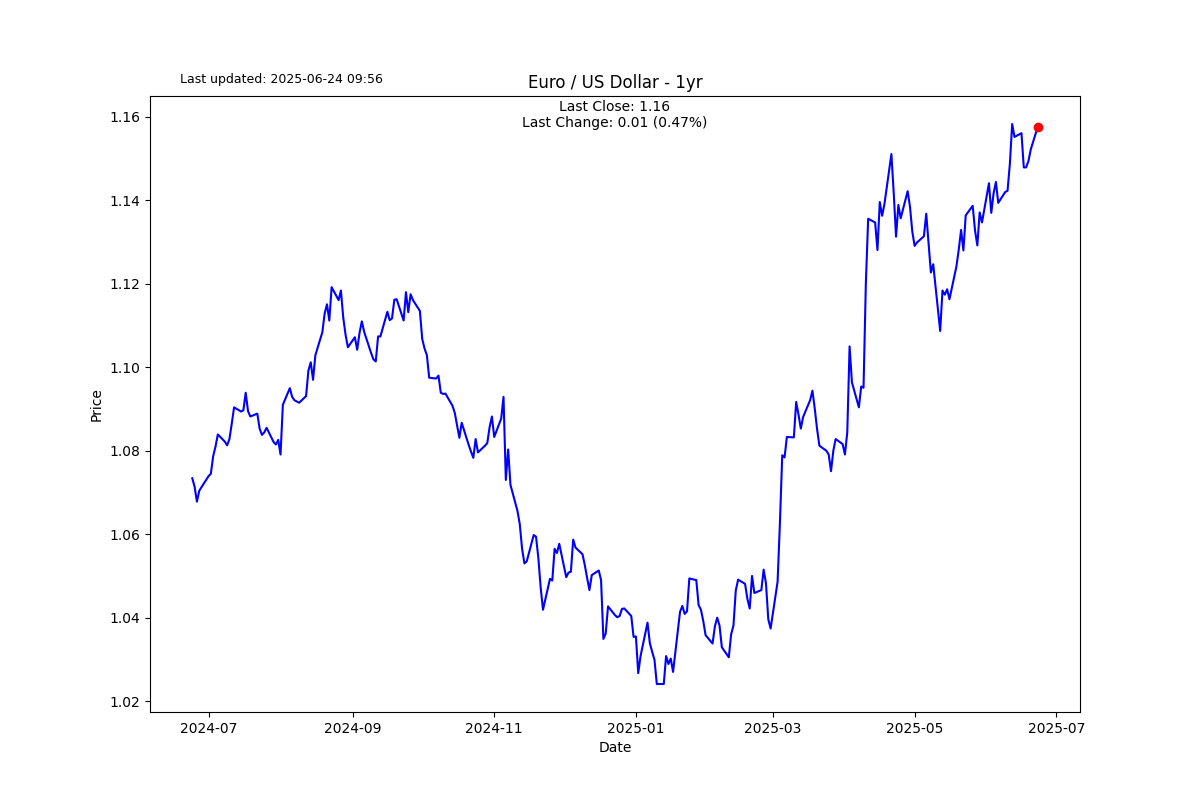 Last updated: 2025-06-24 09:56
Euro / US Dollar - 1yr
Last Close: 1.16
Last Change: 0.01 (0.47%)
1.16
1.14
1.12
1.10
1.08
1.06
1.04
1.02
Price
2024-07 2024-09 2024-11 2025-01 2025-03 2025-05 2025-07
Date